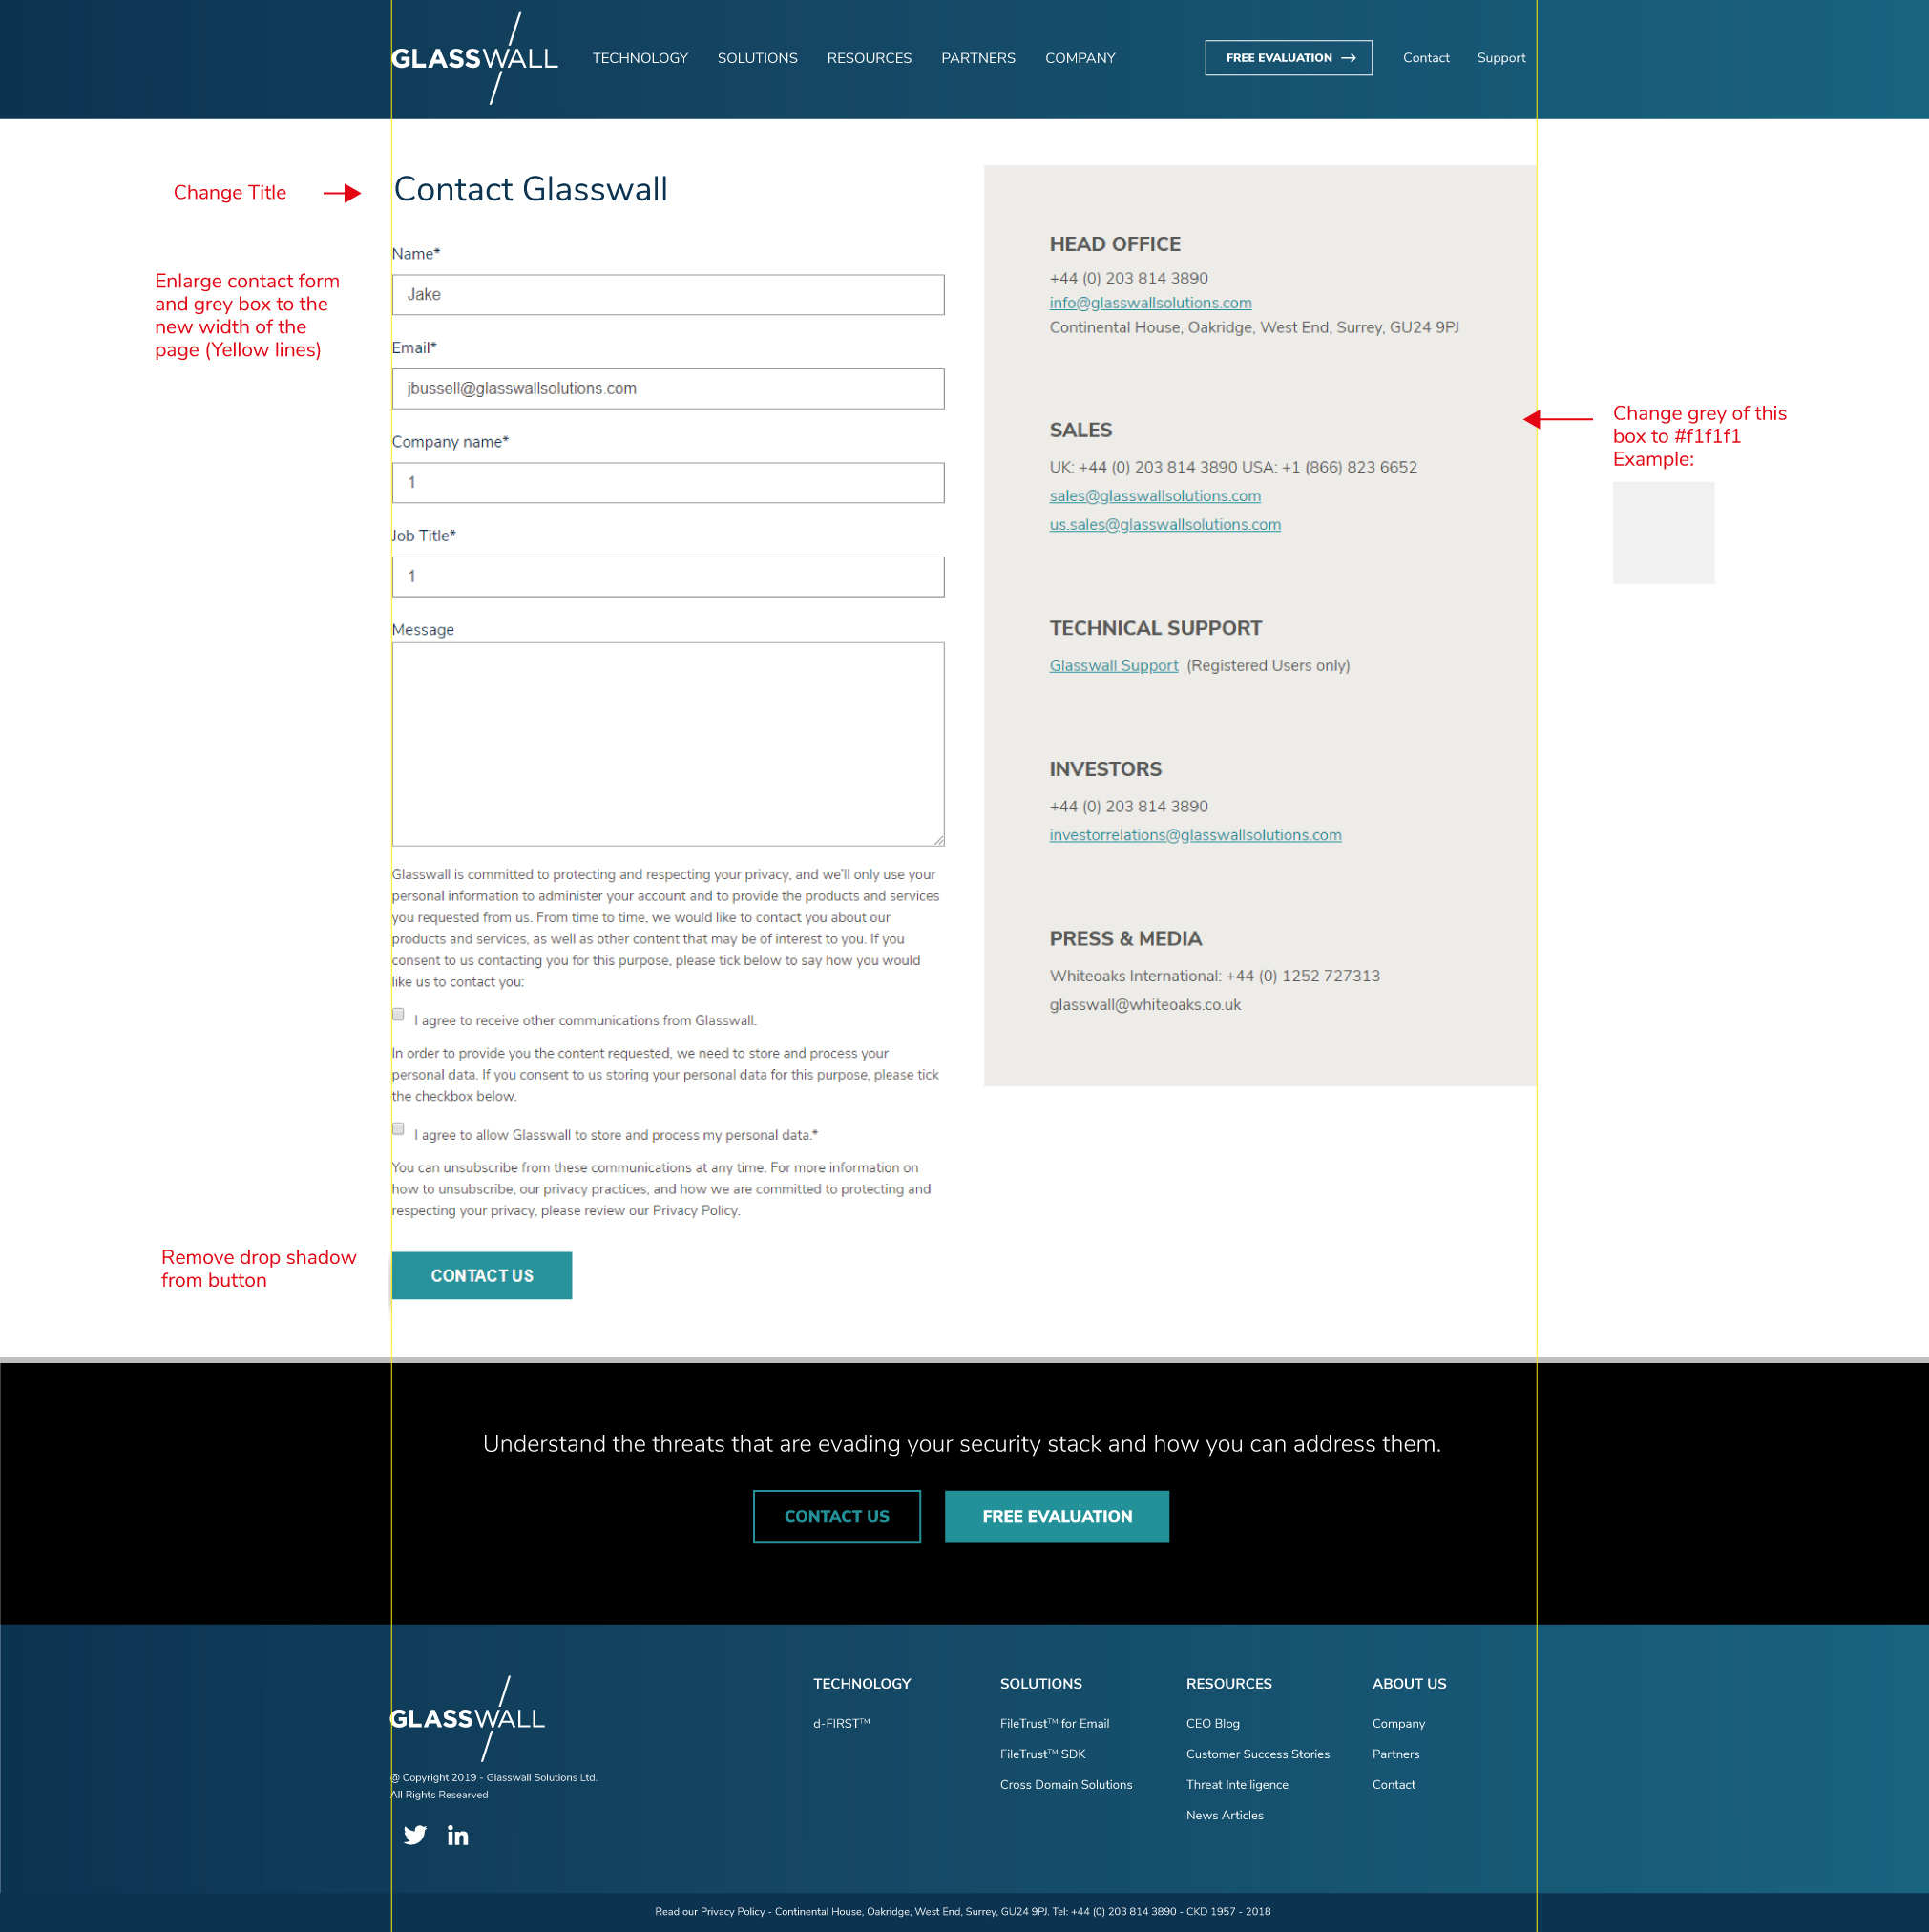 GLASSWALL
TECHNOLOGY SOLUTIONS RESOURCES PARTNERS COMPANY
FREE EVALUATION →
Contact Support
Change Title
Contact Glasswall
Enlarge contact form
and grey box to the
new width of the
page (Yellow lines)
Name*
Jake
Email*
jbussell@glasswallsolutions.com
Company name*
1
Job Title*
1
Message
Glasswall is committed to protecting and respecting your privacy, and we'll only use your
personal information to administer your account and to provide the products and services
you requested from us. From time to time, we would like to contact you about our
products and services, as well as other content that may be of interest to you. If you
consent to us contacting you for this purpose, please tick below to say how you would
like us to contact you:
I agree to receive other communications from Glasswall.
In order to provide you the content requested, we need to store and process your
personal data. If you consent to us storing your personal data for this purpose, please tick
the checkbox below.
I agree to allow Glasswall to store and process my personal data.*
You can unsubscribe from these communications at any time. For more information on
how to unsubscribe, our privacy practices, and how we are committed to protecting and
respecting your privacy, please review our Privacy Policy.
Remove drop shadow
from button
CONTACT US
HEAD OFFICE
+44 (0) 203 814 3890
info@glasswallsolutions.com
Continental House, Oakridge, West End, Surrey, GU24 9PJ
SALES
UK: +44 (0) 203 814 3890 USA: +1 (866) 823 6652
sales@glasswallsolutions.com
us.sales@glasswallsolutions.com
TECHNICAL SUPPORT
Glasswall Support (Registered Users only)
INVESTORS
+44 (0) 203 814 3890
investorrelations@glasswallsolutions.com
PRESS & MEDIA
Whiteoaks International: +44 (0) 1252 727313
glasswall@whiteoaks.co.uk
Change grey of this
box to #f1f1f1
Example:
Understand the threats that are evading your security stack and how you can address them.
CONTACT US
FREE EVALUATION
GLASSWALL
@ Copyright 2019 - Glasswall Solutions Ltd.
All Rights Researved
in
TECHNOLOGY
d-FIRST™
SOLUTIONS
FileTrust™ for Email
FileTrust™ SDK
Cross Domain Solutions
RESOURCES
CEO Blog
Customer Success Stories
Threat Intelligence
News Articles
ABOUT US
Company
Partners
Contact
Read our Privacy Policy - Continental House, Oakridge, West End, Surrey, GU24 9PJ. Tel: +44 (0) 203 814 3890 - CKD 1957 - 2018